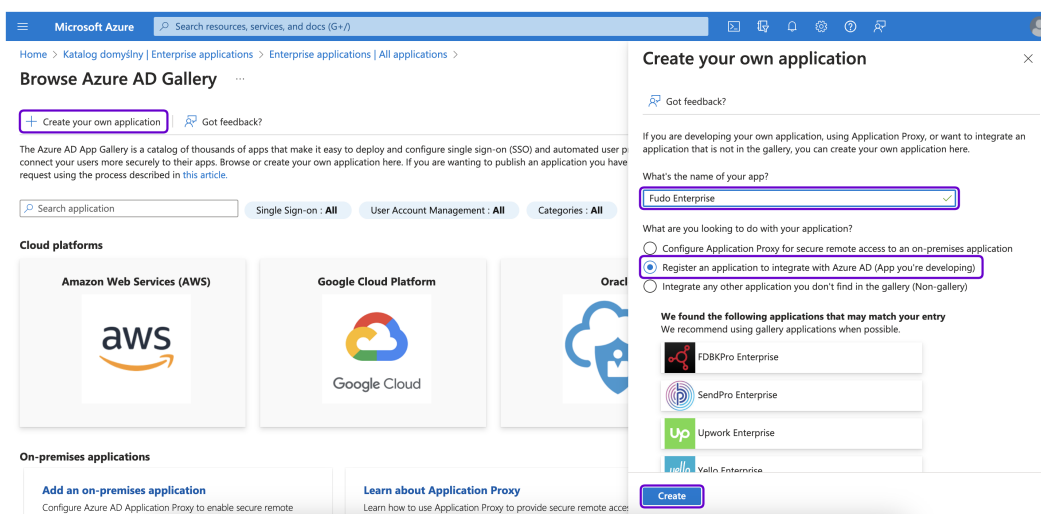 Microsoft Azure
Search resources, services, and docs (G+/)
Home > Katalog domyślny | Enterprise applications > Enterprise applications | All applications >
Browse Azure AD Gallery ...
Create your own application
Got feedback?
The Azure AD App Gallery is a catalog of thousands of apps that make it easy to deploy and configure single sign-on (SSO) and automated user p
connect your users more securely to their apps. Browse or create your own application here. If you are wanting to publish an application you have
request using the process described in this article.
Search application
Single Sign-on : All
User Account Management : All
Categories : All
Cloud platforms
Amazon Web Services (AWS)
aws
Google Cloud Platform
Google Cloud
Oracl
On-premises applications
Add an on-premises application
Configure Azure AD Application Proxy to enable secure remote
Learn about Application Proxy
Learn how to use Application Proxy to provide secure remote acce
Create your own application
Got feedback?
If you are developing your own application, using Application Proxy, or want to integrate an
application that is not in the gallery, you can create your own application here.
What's the name of your app?
Fudo Enterprise
What are you looking to do with your application?
Configure Application Proxy for secure remote access to an on-premises application
Register an application to integrate with Azure AD (App you're developing)
Integrate any other application you don't find in the gallery (Non-gallery)
We found the following applications that may match your entry
We recommend using gallery applications when possible.
FDBKPro Enterprise
SendPro Enterprise
Up
Upwork Enterprise
yello
Yello Enterprise
Create